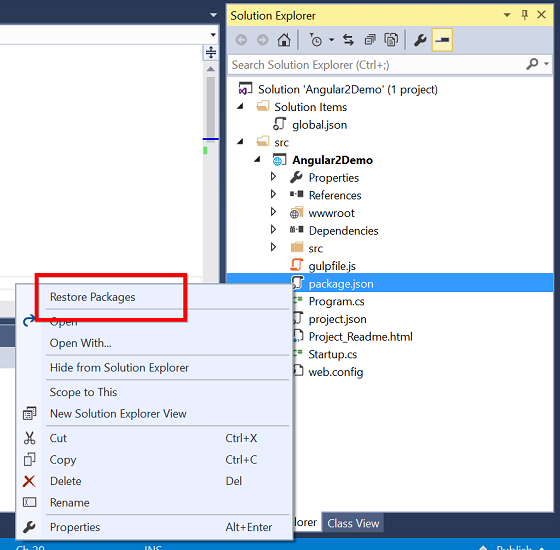 Solution Explorer
Search Solution Explorer (Ctrl+;)
Solution 'Angular2Demo' (1 project)
Solution Items
global.json
src
Angular2Demo
Properties
References
wwwroot
Dependencies
src
gulpfile.js
package.json
Program.cs
project.json
Project_Readme.html
Startup.cs
web.config
Restore Packages
Open
Open With...
Hide from Solution Explorer
Scope to This
New Solution Explorer View
Cut Ctrl+X
Copy Ctrl+C
Delete Del
Rename
Properties Alt+Enter
Class View
Ch 20 INS Publish